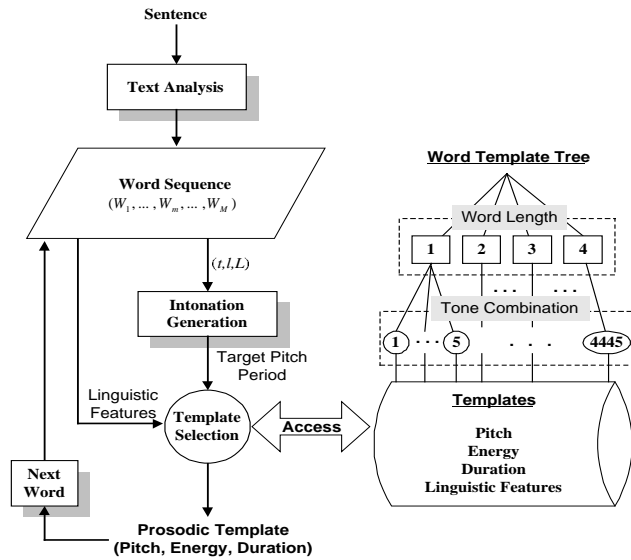 Sentence
Text Analysis
Word Sequence
(W1, ... , Wm, ... , WM)
(t,l,L)
Intonation
Generation
Target Pitch
Period
Linguistic
Features
Template
Selection
Access
Next
Word
Prosodic Template
(Pitch, Energy, Duration)
Word Template Tree
Word Length
1 2 3 4
... ...
Tone Combination
1 ... 5 . . . 4445
Templates
Pitch
Energy
Duration
Linguistic Features